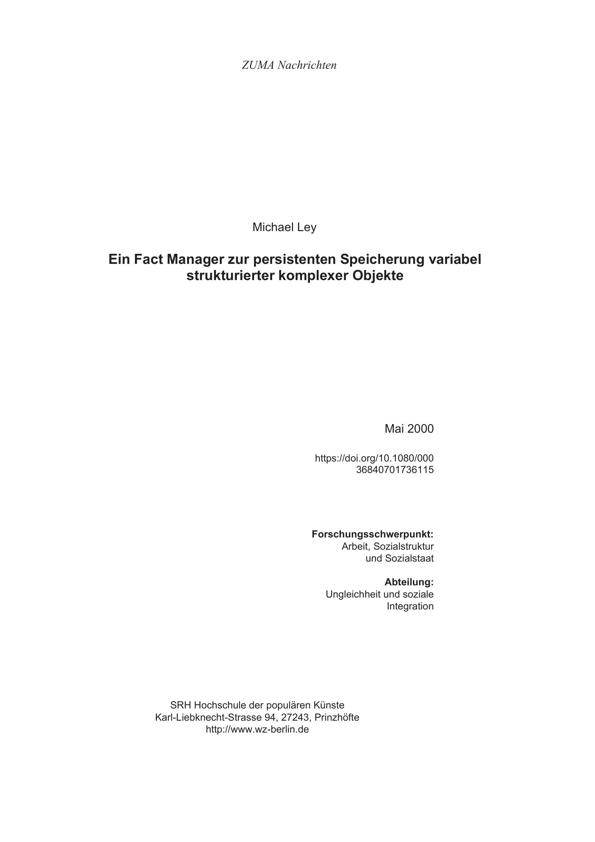 ZUMA Nachrichten
Michael Ley
Ein Fact Manager zur persistenten Speicherung variabel
strukturierter komplexer Objekte
Mai 2000
https://doi.org/10.1080/000
36840701736115
Forschungsschwerpunkt:
Arbeit, Sozialstruktur
und Sozialstaat
Abteilung:
Ungleichheit und soziale
Integration
SRH Hochschule der populären Künste
Karl-Liebknecht-Strasse 94, 27243, Prinzhöfte
http://www.wz-berlin.de